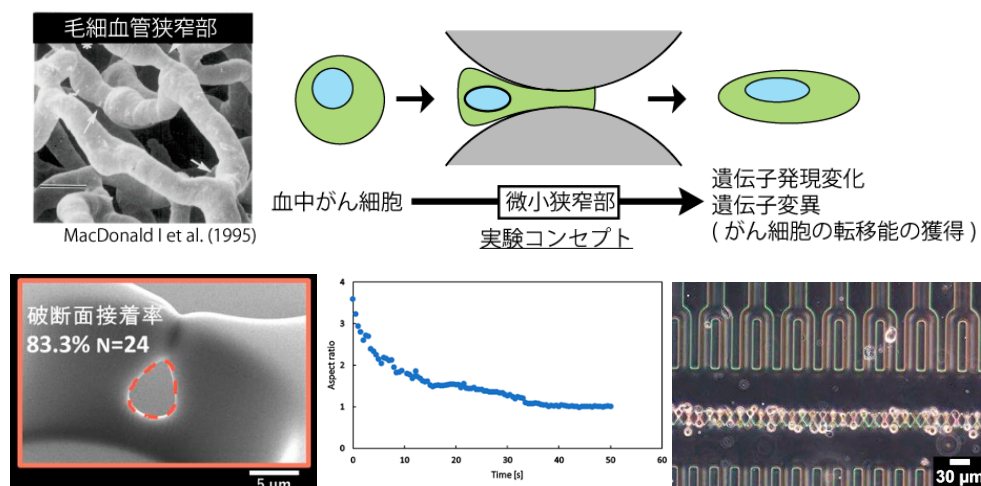 毛細血管狭窄部
MacDonald I et al. (1995)
血中がん細胞
微小狭窄部
実験コンセプト
遺伝子発現変化
遺伝子変異
( がん細胞の転移能の獲得 )
破断面接着率
83.3% N=24
5 μm
Aspect ratio
4
3
2
1
0
0 10 20 30 40 50 60
Time [s]
30 μm